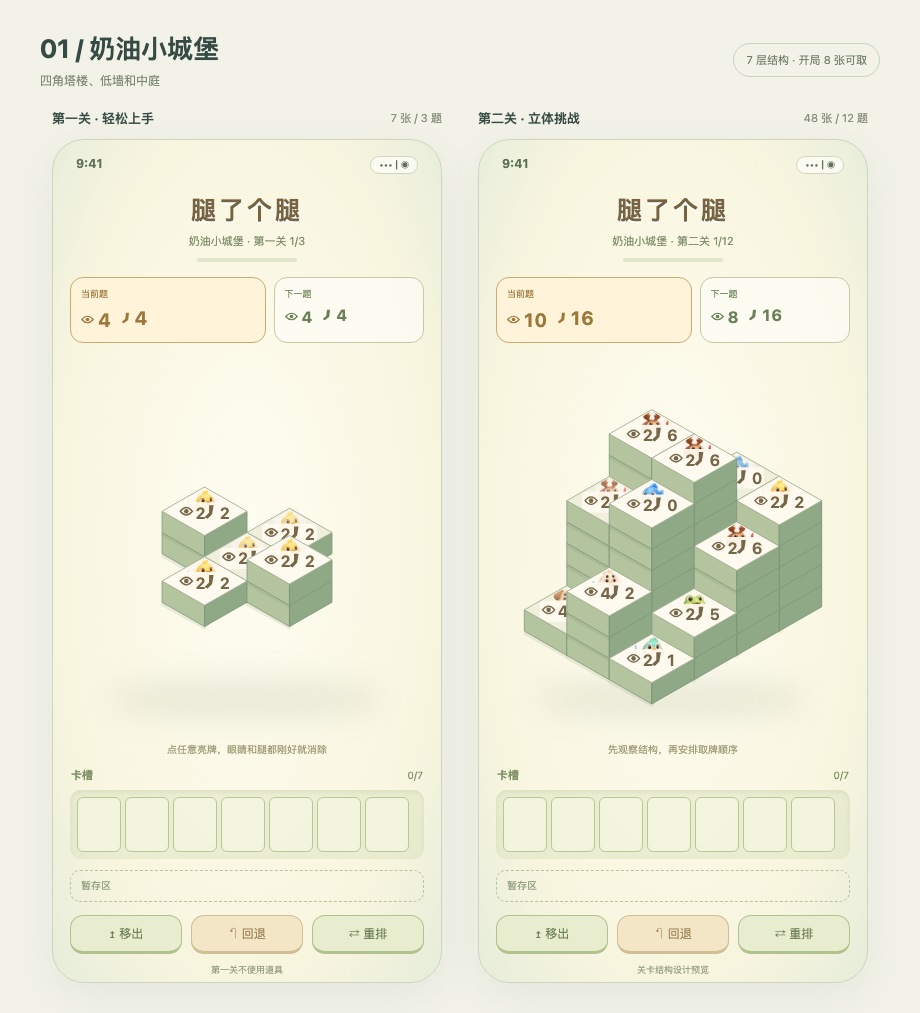 01 / 奶油小城堡
四角塔楼、低墙和中庭
7 层结构 · 开局 8 张可取
第一关 · 轻松上手
7 张 / 3 题
9:41
腿了个腿
奶油小城堡 · 第一关 1/3
当前题
4 4
下一题
4 4
2 2
2 2
2
2 2
2 2
点任意亮牌，眼睛和腿都刚好就消除
卡槽
0/7
暂存区
移出
回退
重排
第一关不使用道具
第二关 · 立体挑战
48 张 / 12 题
9:41
腿了个腿
奶油小城堡 · 第二关 1/12
当前题
10 16
下一题
8 16
2 6
2 6
0
2
2 0
2 2
2 6
4
4 2
2 5
2 1
先观察结构，再安排取牌顺序
卡槽
0/7
暂存区
移出
回退
重排
关卡结构设计预览